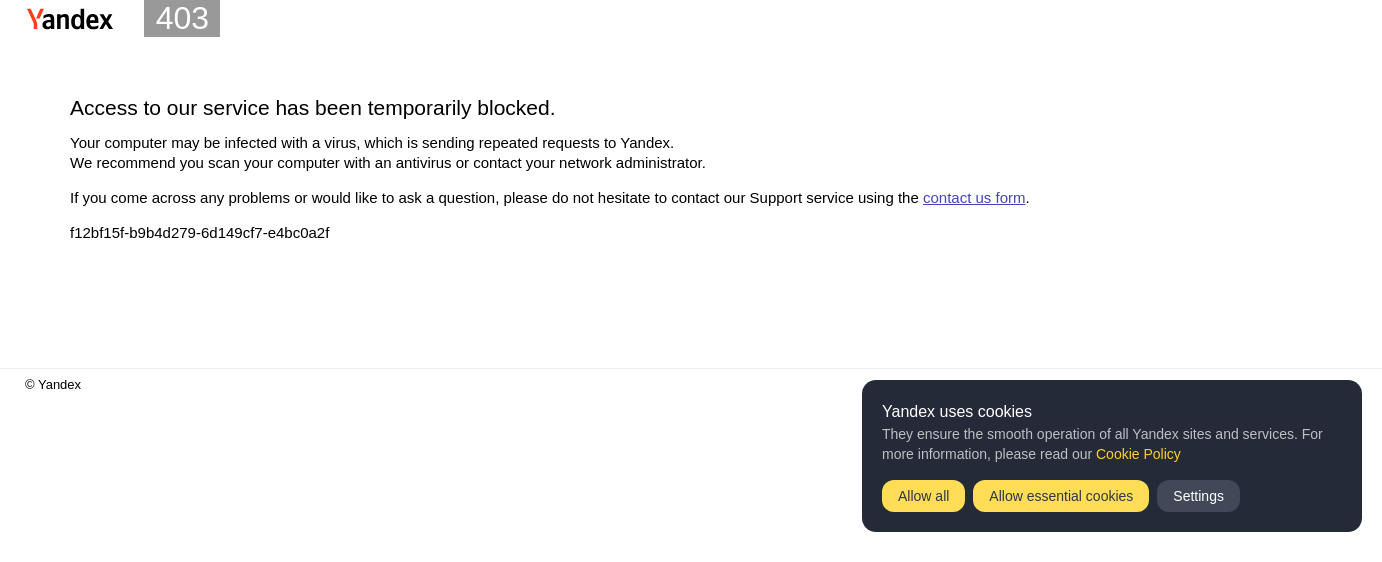 Yandex 403
Access to our service has been temporarily blocked.
Your computer may be infected with a virus, which is sending repeated requests to Yandex.
We recommend you scan your computer with an antivirus or contact your network administrator.
If you come across any problems or would like to ask a question, please do not hesitate to contact our Support service using the contact us form.
f12bf15f-b9b4d279-6d149cf7-e4bc0a2f
© Yandex
Yandex uses cookies
They ensure the smooth operation of all Yandex sites and services. For
more information, please read our Cookie Policy
Allow all Allow essential cookies Settings